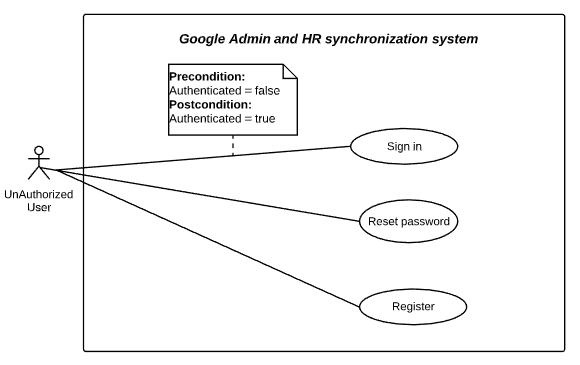 Google Admin and HR synchronization system
Precondition:
Authenticated = false
Postcondition:
Authenticated = true
Sign in
UnAuthorized
User
Reset password
Register